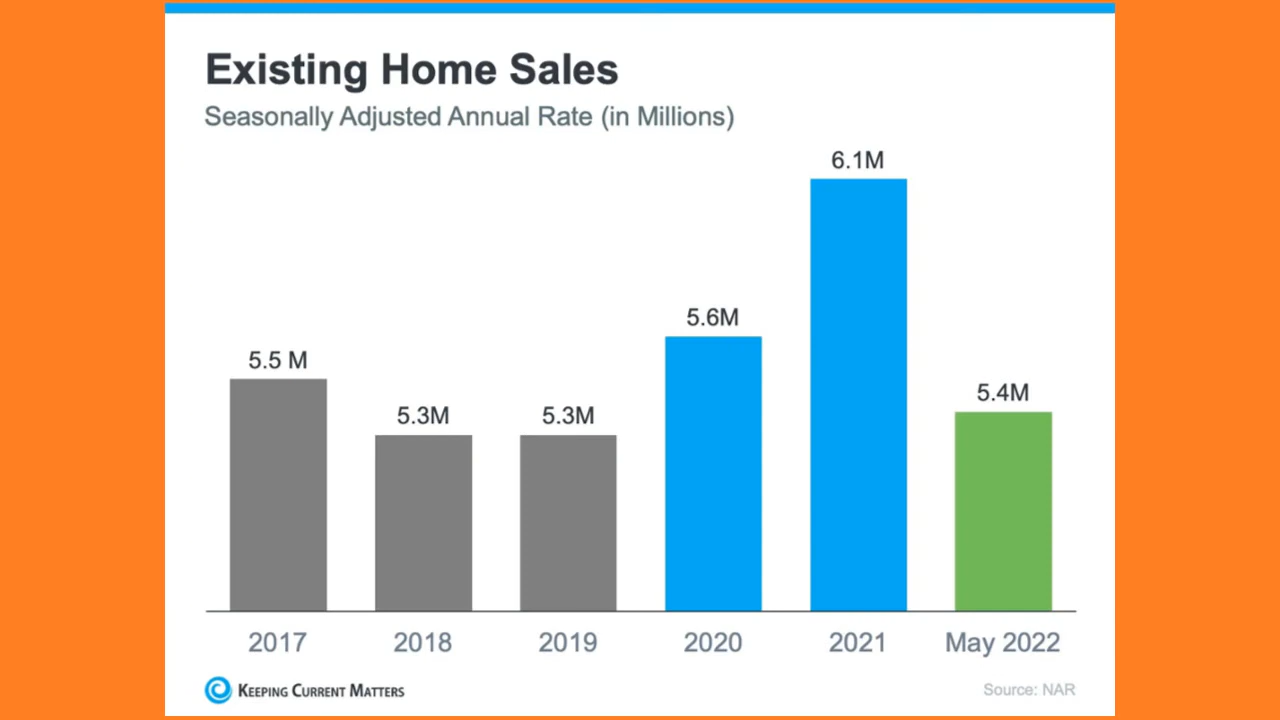 Existing Home Sales
Seasonally Adjusted Annual Rate (in Millions)
6.1M
5.6M
5.5 M
5.4M
5.3M
5.3M
2017
2018
2019
2020
2021
May 2022
KEEPING CURRENT MATTERS
Source: NAR